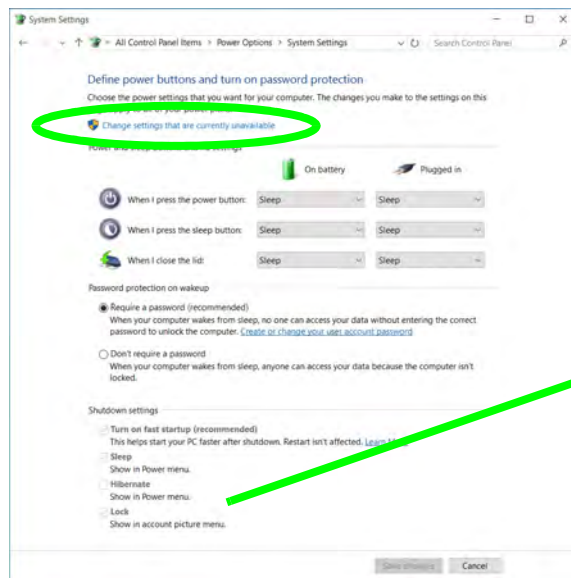 System Settings
All Control Panel Items > Power Options > System Settings
Search Control Panel
Define power buttons and turn on password protection
Choose the power settings that you want for your computer. The changes you make to the settings on this
Change settings that are currently unavailable
On battery
Plugged in
When I press the power button: Sleep Sleep
When I press the sleep button: Sleep Sleep
When I close the lid: Sleep Sleep
Password protection on wakeup
Require a password (recommended)
When your computer wakes from sleep, no one can access your data without entering the correct
password to unlock the computer. Create or change your user account password
Don't require a password
When your computer wakes from sleep, anyone can access your data because the computer isn't
locked.
Shutdown settings
Turn on fast startup (recommended)
This helps start your PC faster after shutdown. Restart isn't affected. Learn
Sleep
Show in Power menu.
Hibernate
Show in Power menu.
Lock
Show in account picture menu.
Save changes Cancel